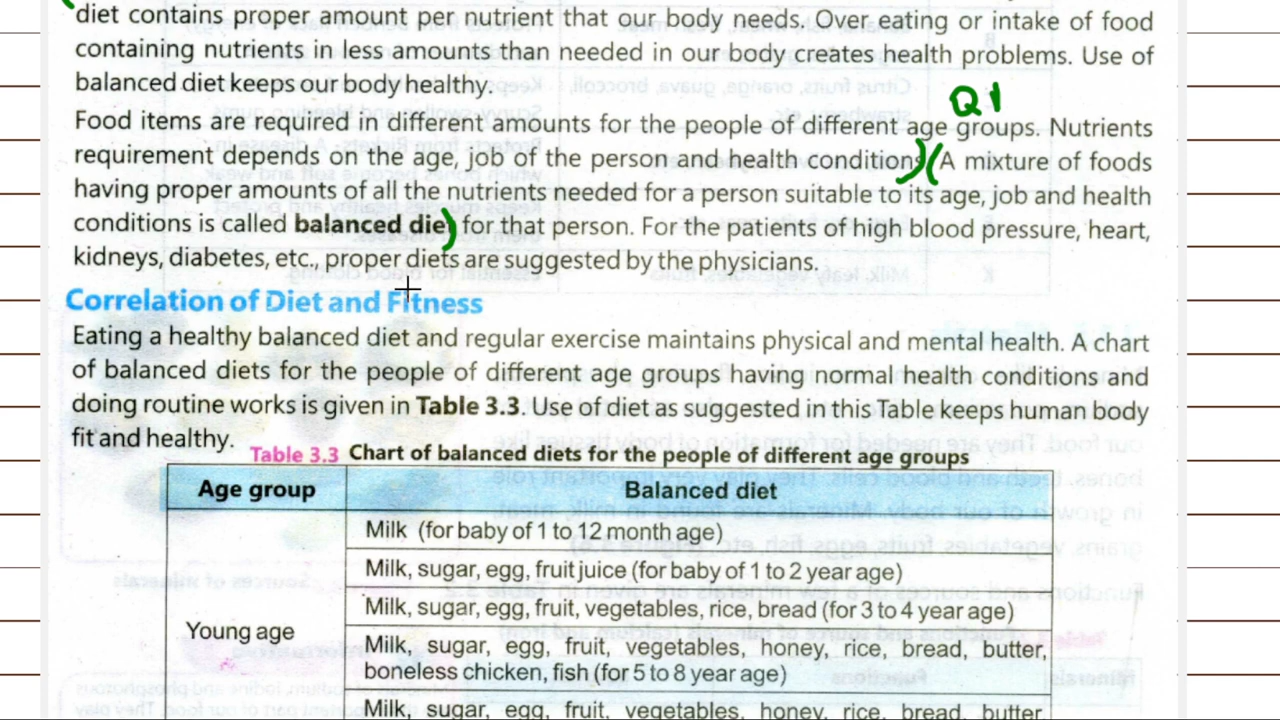 diet contains proper amount per nutrient that our body needs. Over eating or intake of food
containing nutrients in less amounts than needed in our body creates health problems. Use of
balanced diet keeps our body healthy.
Q1
Food items are required in different amounts for the people of different age groups. Nutrients
requirement depends on the age, job of the person and health conditions. A mixture of foods
having proper amounts of all the nutrients needed for a person suitable to its age, job and health
conditions is called balanced diet for that person. For the patients of high blood pressure, heart,
kidneys, diabetes, etc., proper diets are suggested by the physicians.
Correlation of Diet and Fitness
Eating a healthy balanced diet and regular exercise maintains physical and mental health. A chart
of balanced diets for the people of different age groups having normal health conditions and
doing routine works is given in Table 3.3. Use of diet as suggested in this Table keeps human body
fit and healthy.
Table 3.3 Chart of balanced diets for the people of different age groups
Age group Balanced diet
Milk (for baby of 1 to 12 month age)
Milk, sugar, egg, fruit juice (for baby of 1 to 2 year age)
Milk, sugar, egg, fruit, vegetables, rice, bread (for 3 to 4 year age)
Young age
Milk, sugar, egg, fruit, vegetables, honey, rice, bread, butter,
boneless chicken, fish (for 5 to 8 year age)
Milk, sugar, egg, fruit, vegetables, honey, rice, bread, butter,